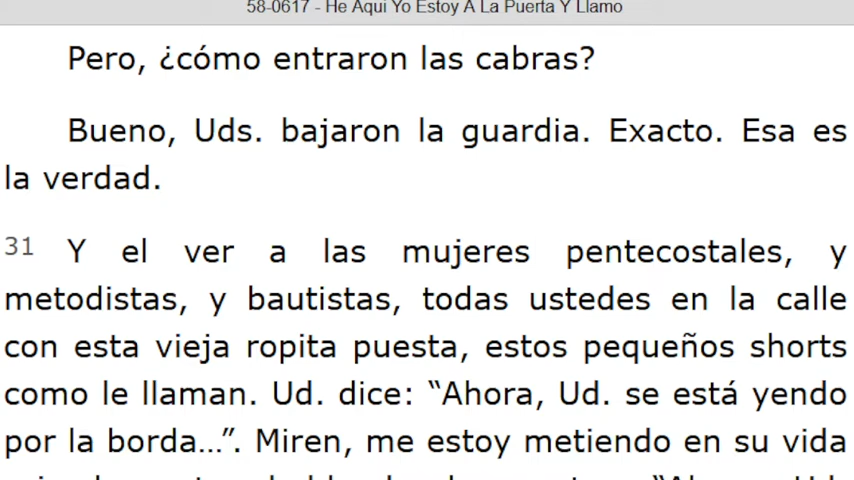 58-0617 - He Aqui Yo Estoy A La Puerta Y Llamo
Pero, ¿cómo entraron las cabras?
Bueno, Uds. bajaron la guardia. Exacto. Esa es
la verdad.
31 Y el ver a las mujeres pentecostales, y
metodistas, y bautistas, todas ustedes en la calle
con esta vieja ropita puesta, estos pequeños shorts
como le llaman. Ud. dice: “Ahora, Ud. se está yendo
por la borda…”. Miren, me estoy metiendo en su vida